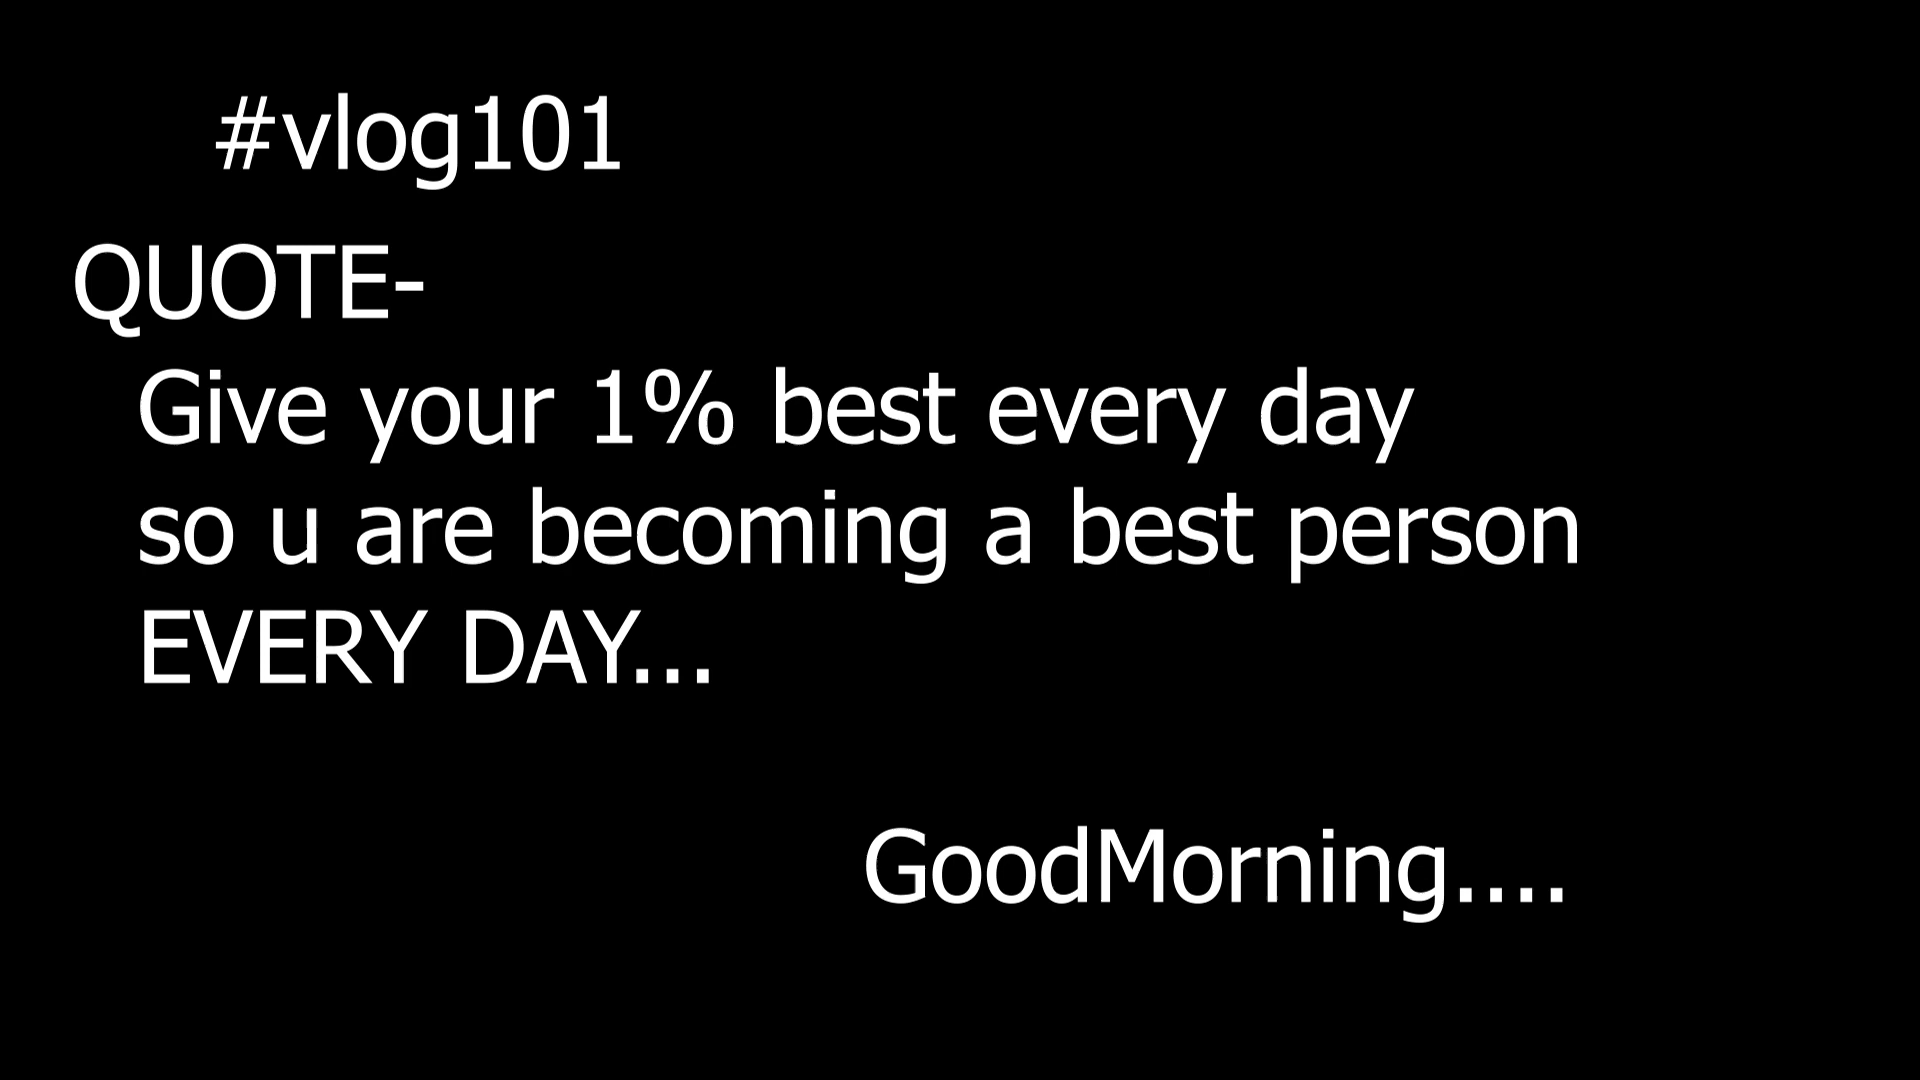 #vlog101
QUOTE-
Give your 1% best every day
so u are becoming a best person
EVERY DAY...
GoodMorning....